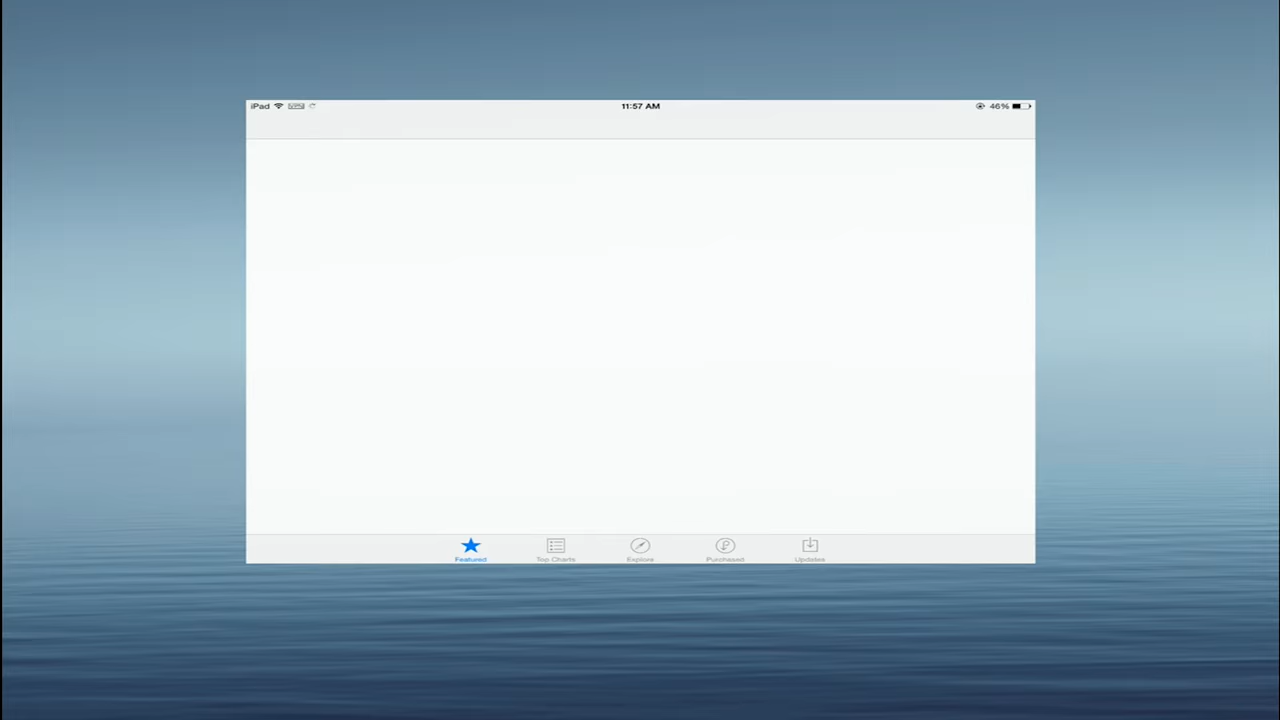 iPad 11:57 AM 46%
Featured Top Charts Explore Purchased Updates